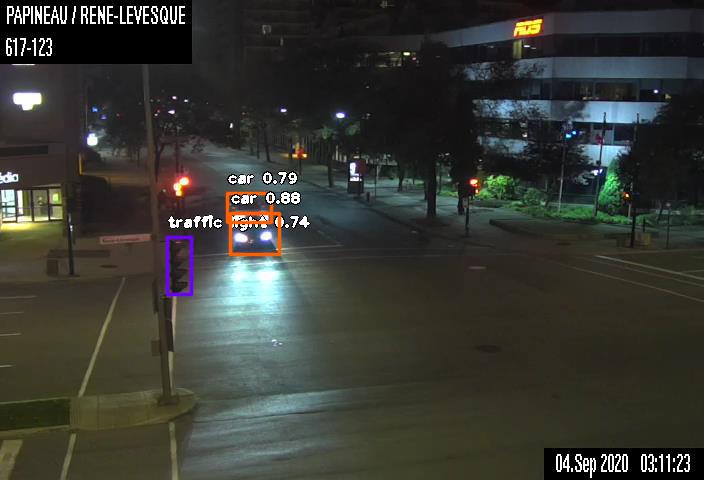 PAPINEAU / RENE-LEVESQUE
617-123
ADS
car 0.79
car 0.88
traffic light 0.74
04.Sep 2020 03:11:23